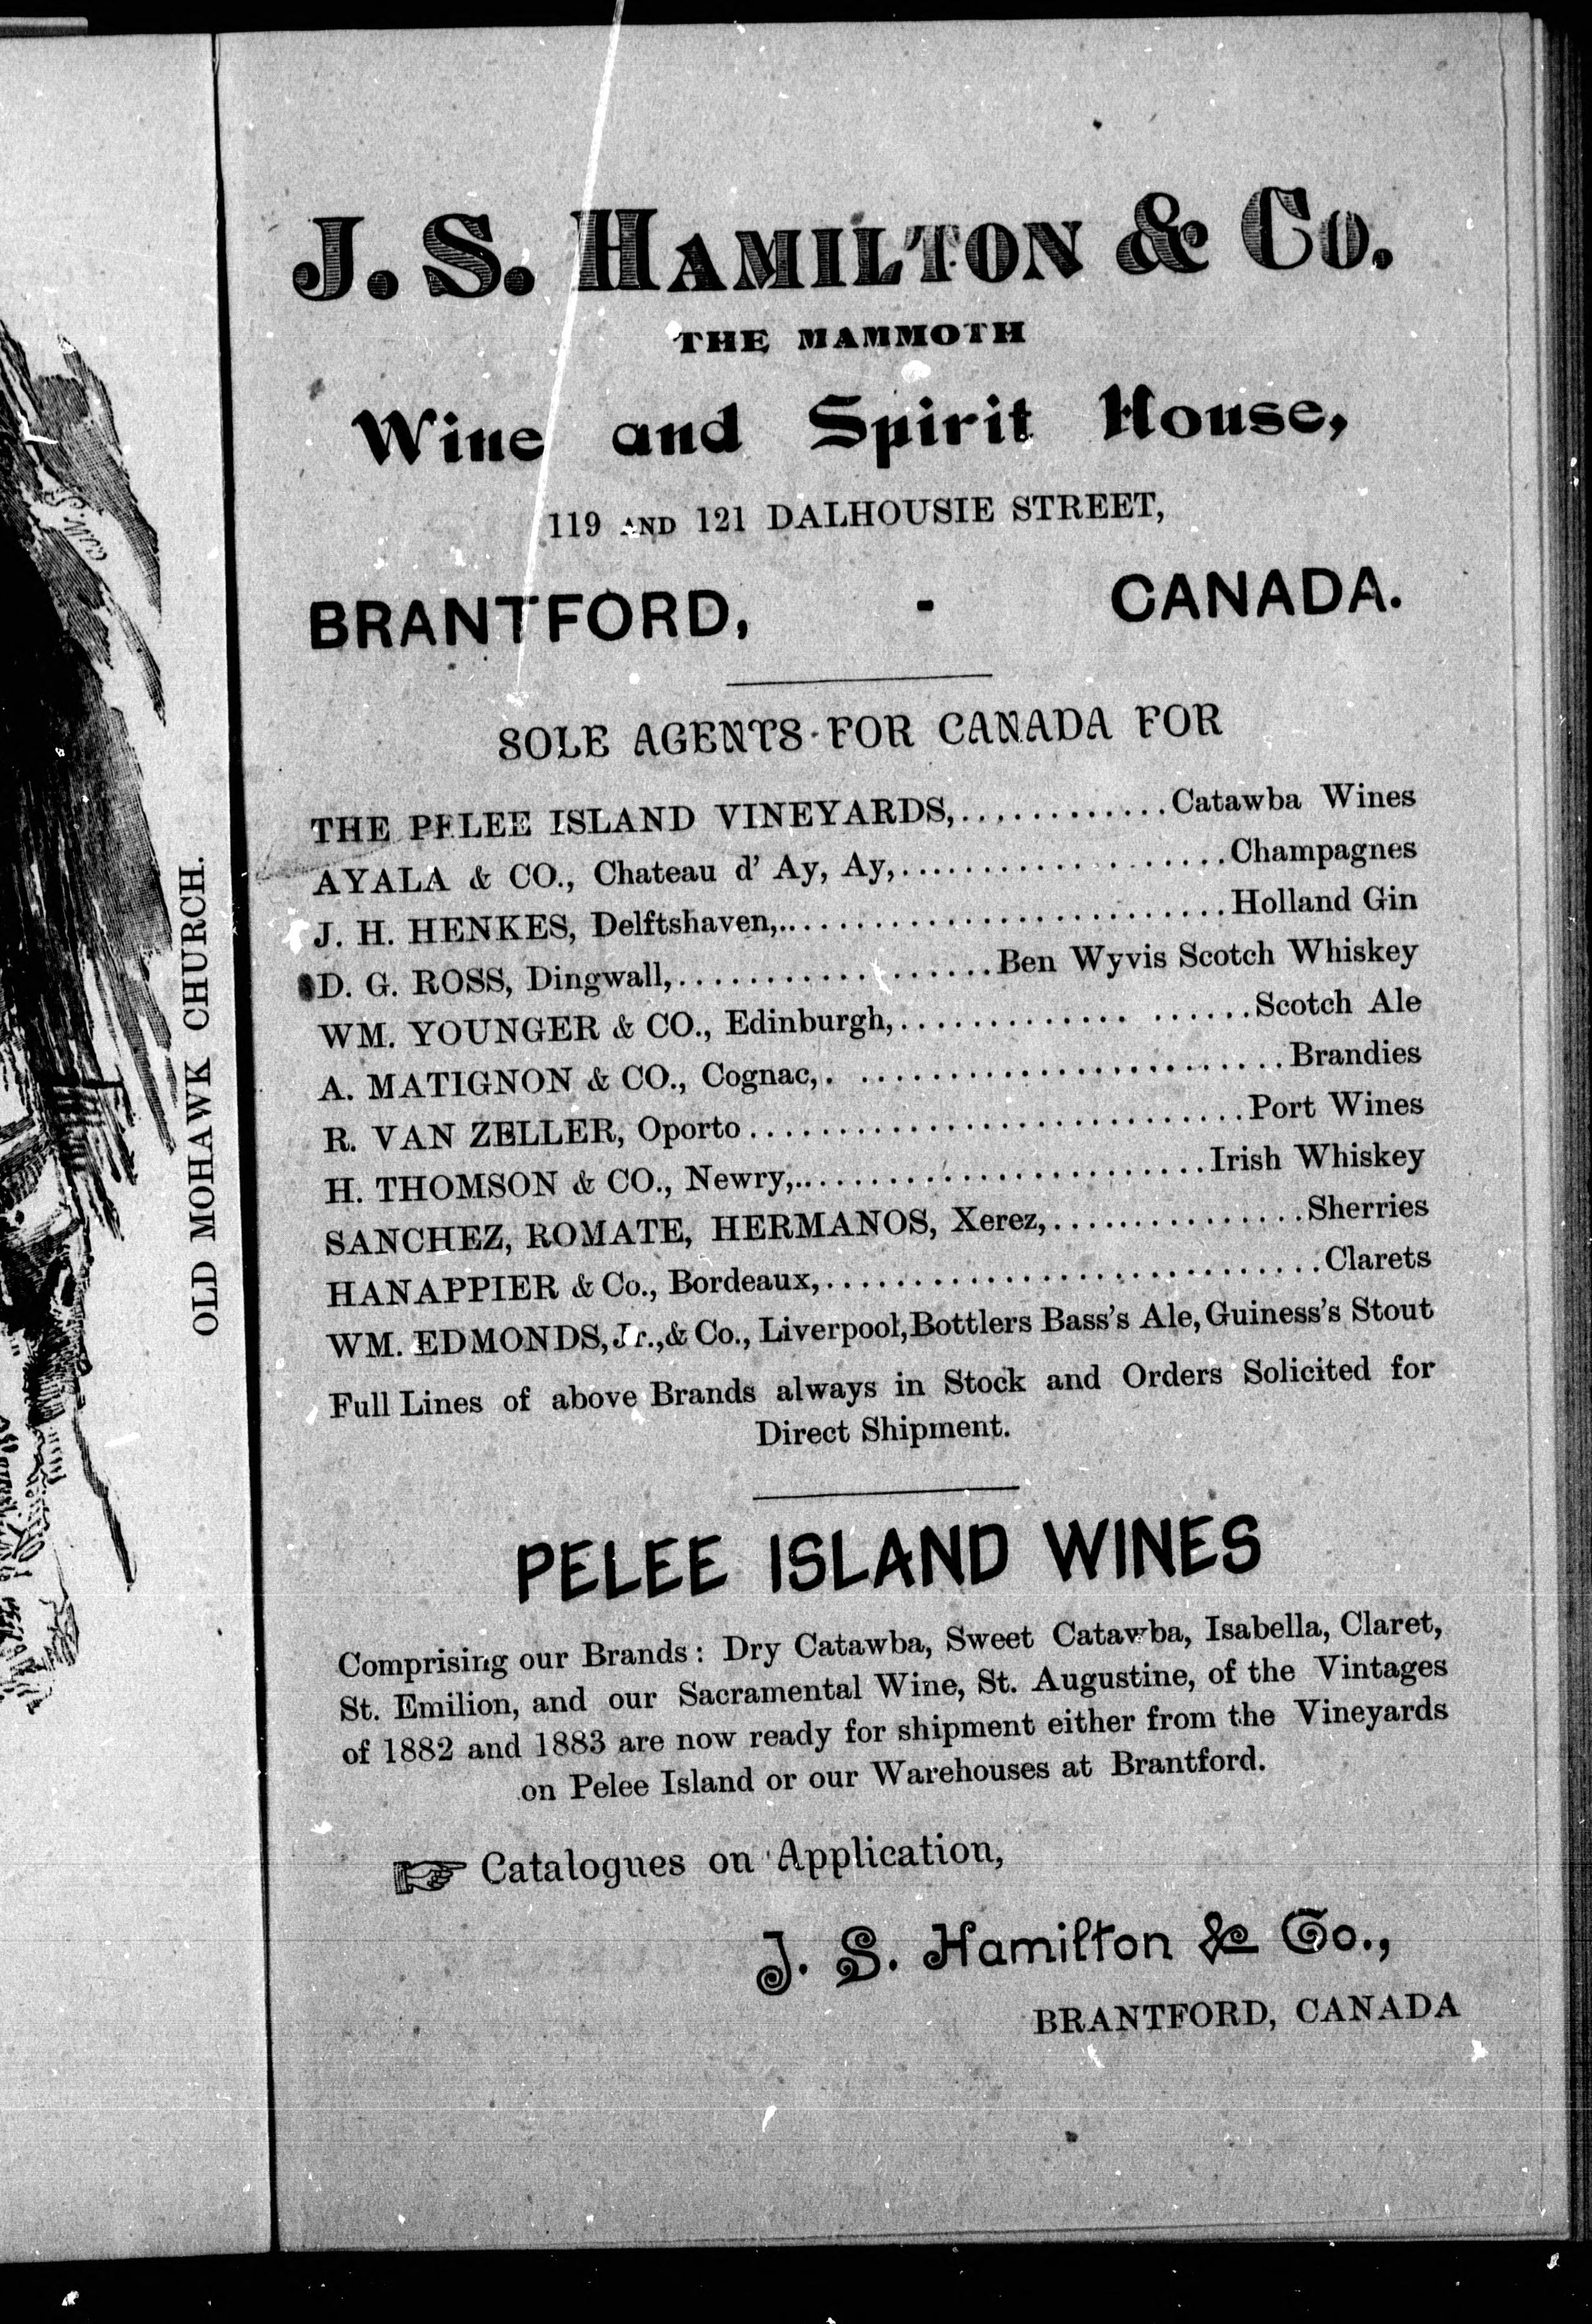 OLD MOHAWK CHURCH.
J. S. HAMILTON & CO.
THE MAMMOTH
Wine and Spirit House,
119 AND 121 DALHOUSIE STREET,
BRANTFORD, - CANADA.
SOLE AGENTS FOR CANADA FOR
THE PELEE ISLAND VINEYARDS,............Catawba Wines
AYALA & CO., Chateau d' Ay, Ay,..................Champagnes
J. H. HENKES, Delftshaven,..........................Holland Gin
D. G. ROSS, Dingwall,..................Ben Wyvis Scotch Whiskey
WM. YOUNGER & CO., Edinburgh,.............. ......Scotch Ale
A. MATIGNON & CO., Cognac,. ........................Brandies
R. VAN ZELLER, Oporto............................Port Wines
H. THOMSON & CO., Newry,........................Irish Whiskey
SANCHEZ, ROMATE, HERMANOS, Xerez,...............Sherries
HANAPPIER & Co., Bordeaux,............................Clarets
WM. EDMONDS, Jr., & Co., Liverpool, Bottlers Bass's Ale, Guiness's Stout
Full Lines of above Brands always in Stock and Orders Solicited for
Direct Shipment.
PELEE ISLAND WINES
Comprising our Brands: Dry Catawba, Sweet Catawba, Isabella, Claret,
St. Emilion, and our Sacramental Wine, St. Augustine, of the Vintages
of 1882 and 1883 are now ready for shipment either from the Vineyards
on Pelee Island or our Warehouses at Brantford.
☞ Catalogues on Application,
J. S. Hamilton & Co.,
BRANTFORD, CANADA